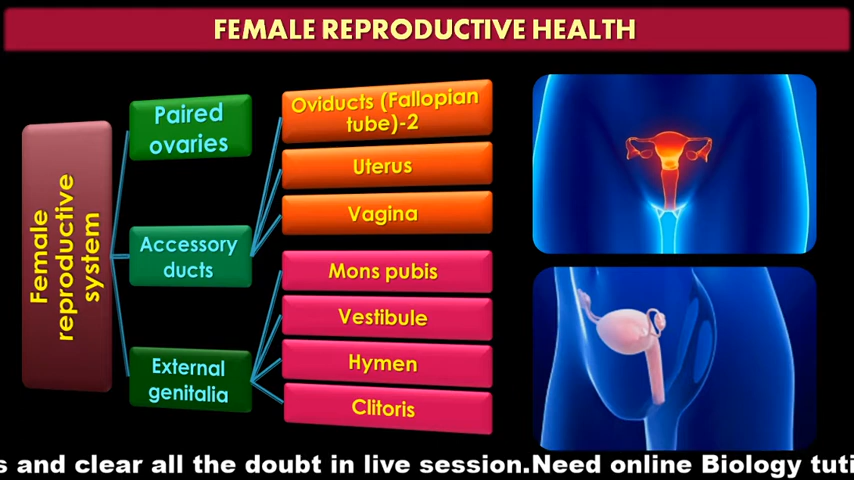 FEMALE REPRODUCTIVE HEALTH
Female
reproductive
system
Paired
ovaries
Accessory
ducts
External
genitalia
Oviducts (Fallopian
tube)-2
Uterus
Vagina
Mons pubis
Vestibule
Hymen
Clitoris
s and clear all the doubt in live session.Need online Biology tuti